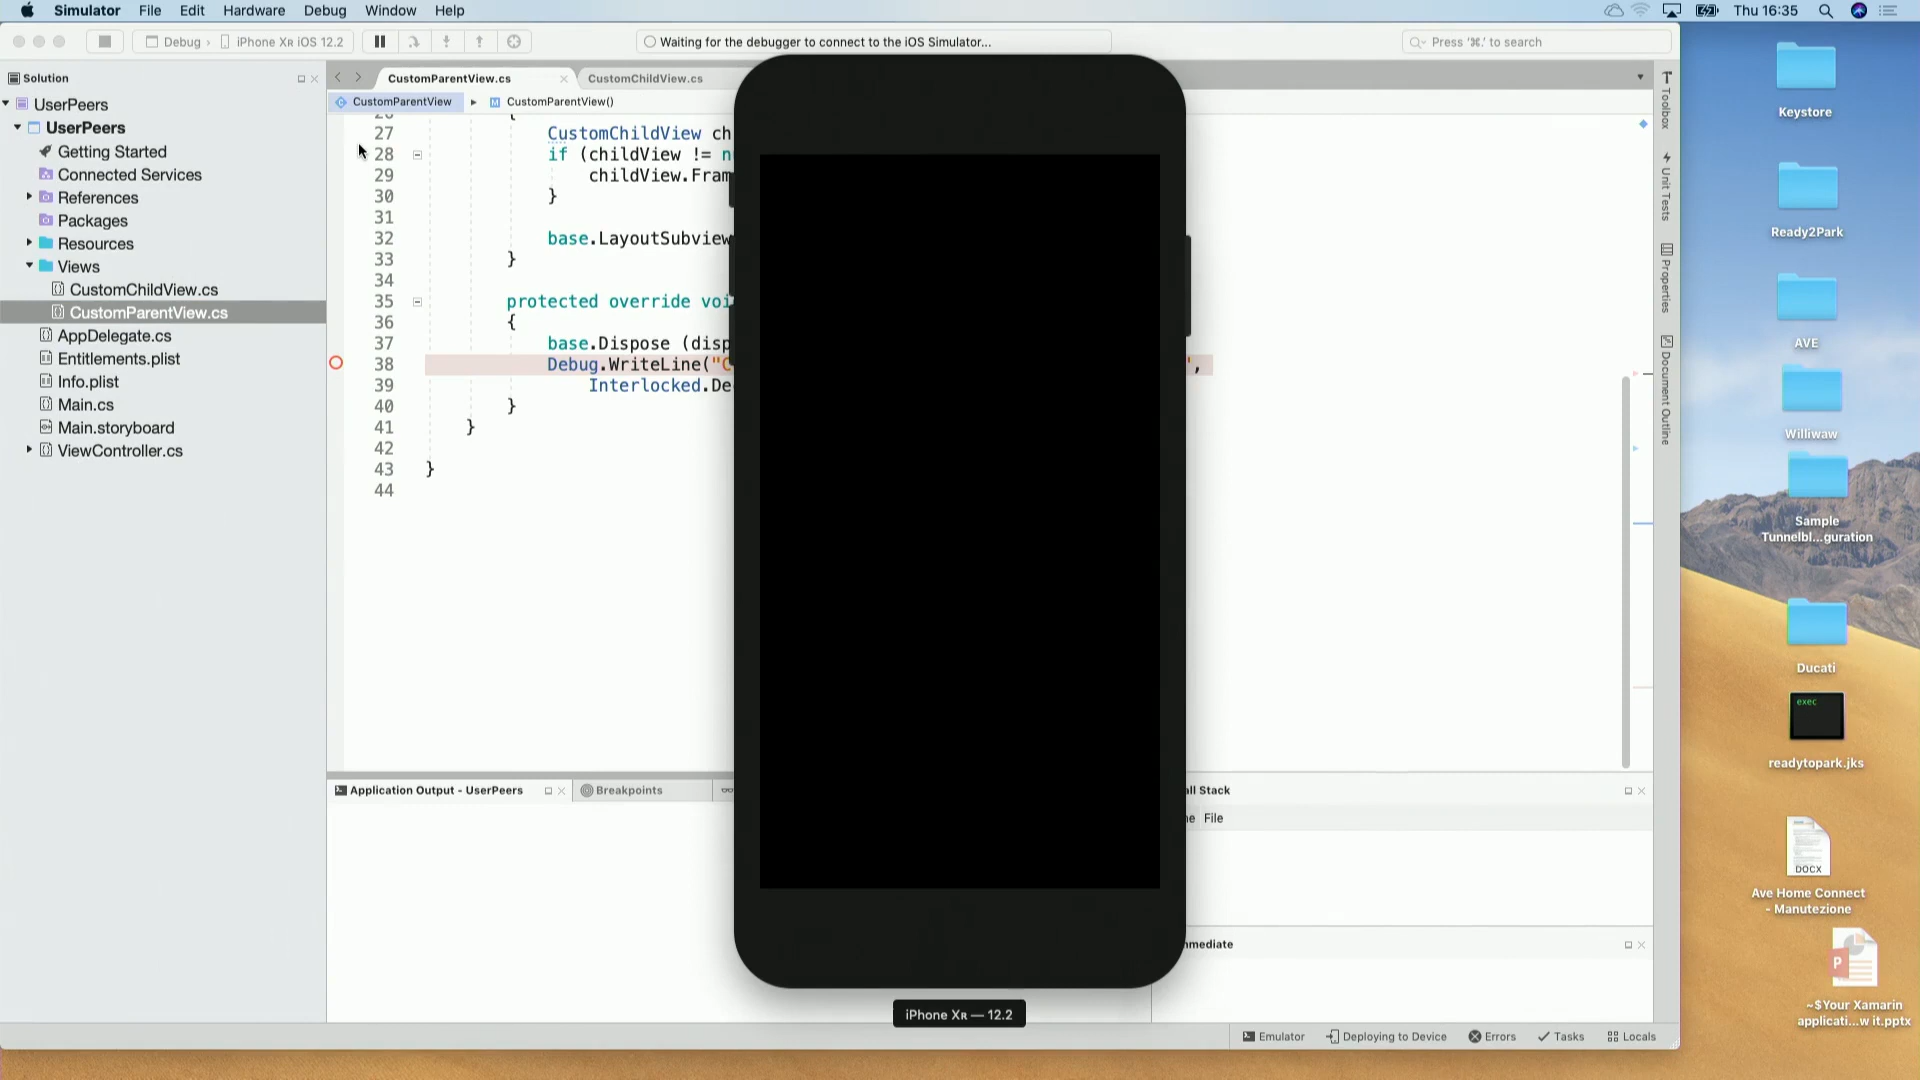 Simulator File Edit Hardware Debug Window Help Thu 16:35
Debug › iPhone XR iOS 12.2 Waiting for the debugger to connect to the iOS Simulator... Press '⌘.' to search
Solution
UserPeers
UserPeers
Getting Started
Connected Services
References
Packages
Resources
Views
CustomChildView.cs
CustomParentView.cs
AppDelegate.cs
Entitlements.plist
Info.plist
Main.cs
Main.storyboard
ViewController.cs
CustomParentView.cs CustomChildView.cs
CustomParentView CustomParentView()
26 {
27 CustomChildView ch
28 if (childView != n
29 childView.Fram
30 }
31
32 base.LayoutSubview
33 }
34
35 protected override voi
36 {
37 base.Dispose (disp
38 Debug.WriteLine("C ",
39 Interlocked.De
40 }
41 }
42
43 }
44
Toolbox
Unit Tests
Properties
Document Outline
Application Output - UserPeers Breakpoints
all Stack
ne File
mmediate
iPhone XR — 12.2
Emulator Deploying to Device Errors Tasks Locals
Keystore
Ready2Park
AVE
Williwaw
Sample
Tunnelbl...guration
Ducati
exec
readytopark.jks
DOCX
Ave Home Connect
- Manutezione
P
~$Your Xamarin
applicati...w it.pptx